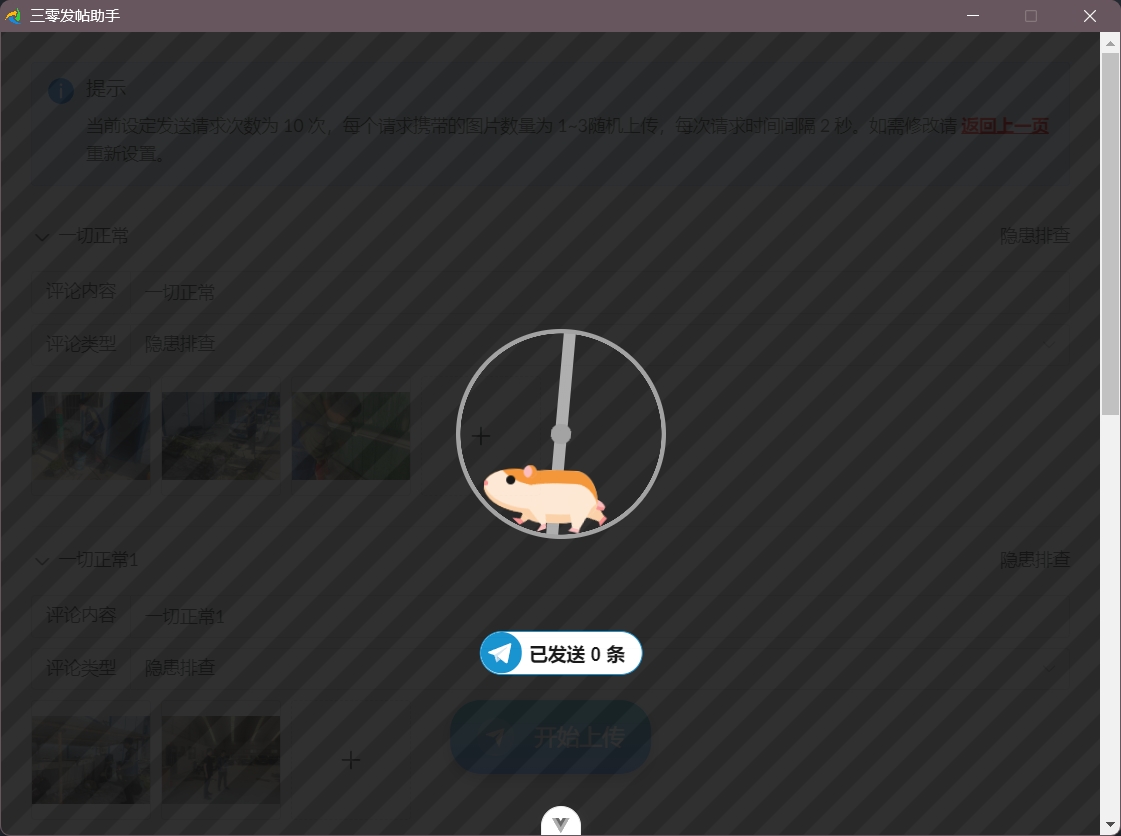 三零发帖助手
提示
当前设定发送请求次数为 10 次，每个请求携带的图片数量为 1~3随机上传，每次请求时间间隔 2 秒。如需修改请 返回上一页
重新设置。
一切正常 隐患排查
评论内容 一切正常
评论类型 隐患排查
一切正常1 隐患排查
评论内容 一切正常1
评论类型 隐患排查
已发送 0 条
开始上传